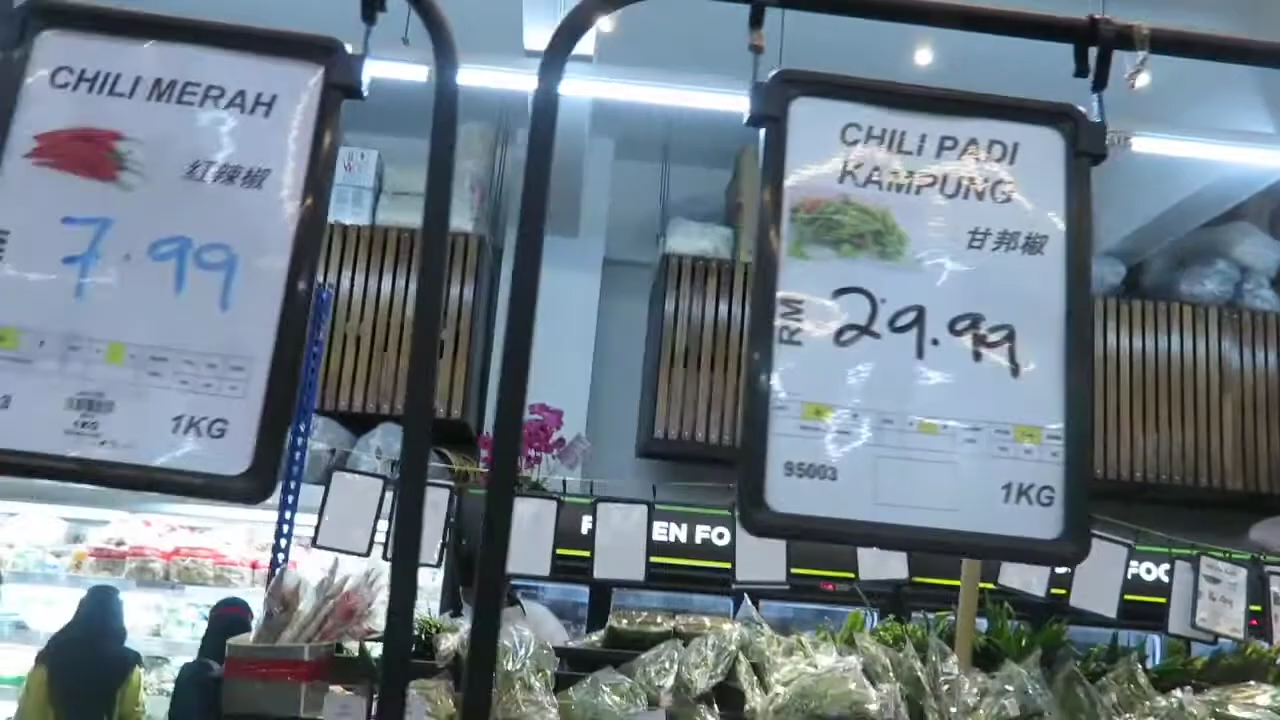 CHILI MERAH
红辣椒
7.99
1KG
CHILI PADI
KAMPUNG
甘邦椒
RM
29.99
95003
1KG
EN FO
FOO